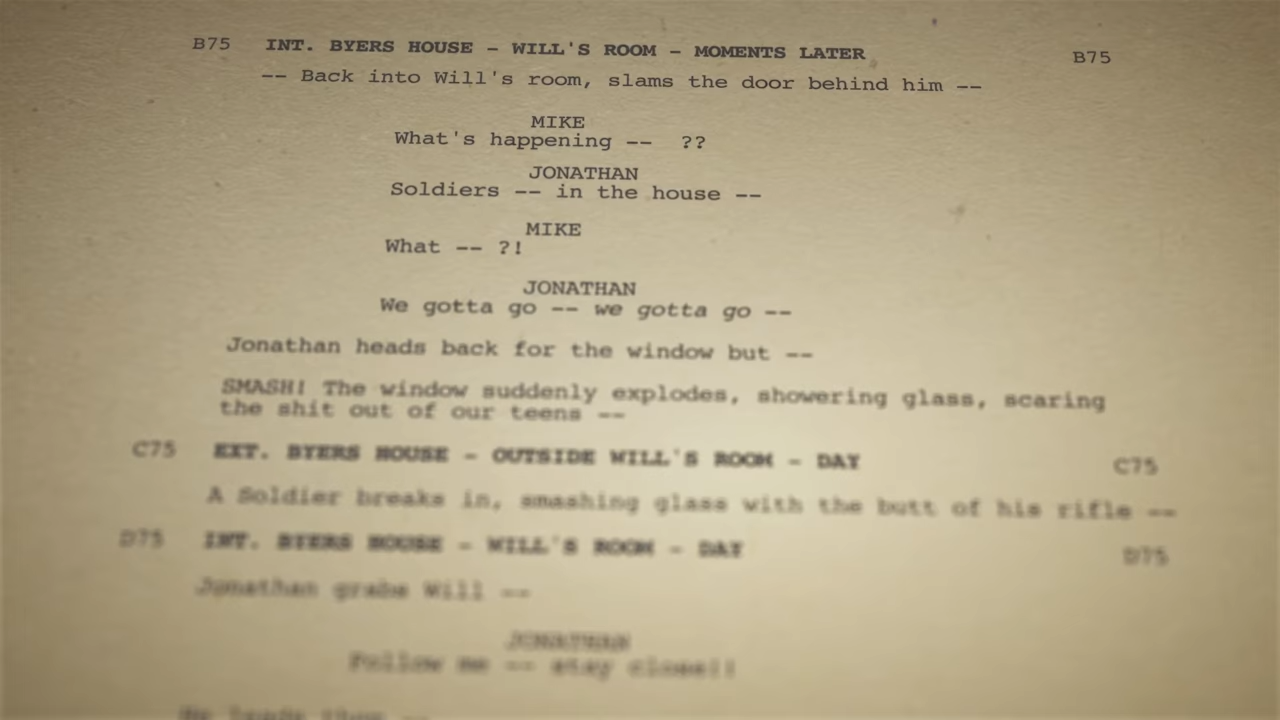 B75 INT. BYERS HOUSE - WILL'S ROOM - MOMENTS LATER B75
-- Back into Will's room, slams the door behind him --
MIKE
What's happening -- ??
JONATHAN
Soldiers -- in the house --
MIKE
What -- ?!
JONATHAN
We gotta go -- we gotta go --
Jonathan heads back for the window but --
SMASH! The window suddenly explodes, showering glass, scaring
the shit out of our teens --
C75 EXT. BYERS HOUSE - OUTSIDE WILL'S ROOM - DAY C75
A Soldier breaks in, smashing glass with the butt of his rifle --
D75 INT. BYERS HOUSE - WILL'S ROOM - DAY D75
Jonathan grabs Will --
JONATHAN
Follow me -- stay close!!